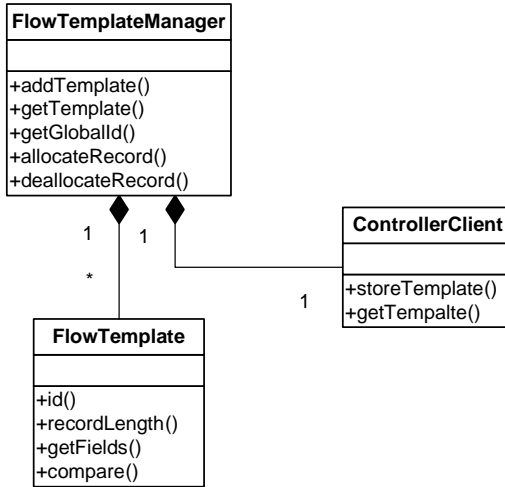 FlowTemplateManager
+addTemplate()
+getTemplate()
+getGlobalId()
+allocateRecord()
+deallocateRecord()
1
1
*
1
ControllerClient
+storeTemplate()
+getTempalte()
FlowTemplate
+id()
+recordLength()
+getFields()
+compare()